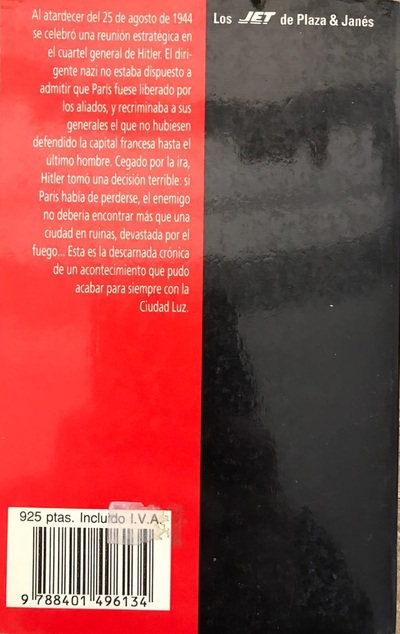 Al atardecer del 25 de agosto de 1944
se celebró una reunión estratégica en
el cuartel general de Hitler. El diri-
gente nazi no estaba dispuesto a
admitir que París fuese liberado por
los aliados, y recriminaba a sus
generales el que no hubiesen
defendido la capital francesa hasta el
último hombre. Cegado por la ira,
Hitler tomó una decisión terrible: si
París había de perderse, el enemigo
no debería encontrar más que una
ciudad en ruinas, devastada por el
fuego... Esta es la descarnada crónica
de un acontecimiento que pudo
acabar para siempre con la
Ciudad Luz.
Los JET de Plaza & Janés
925 ptas. Incluido I.V.A.
9 788401 496134